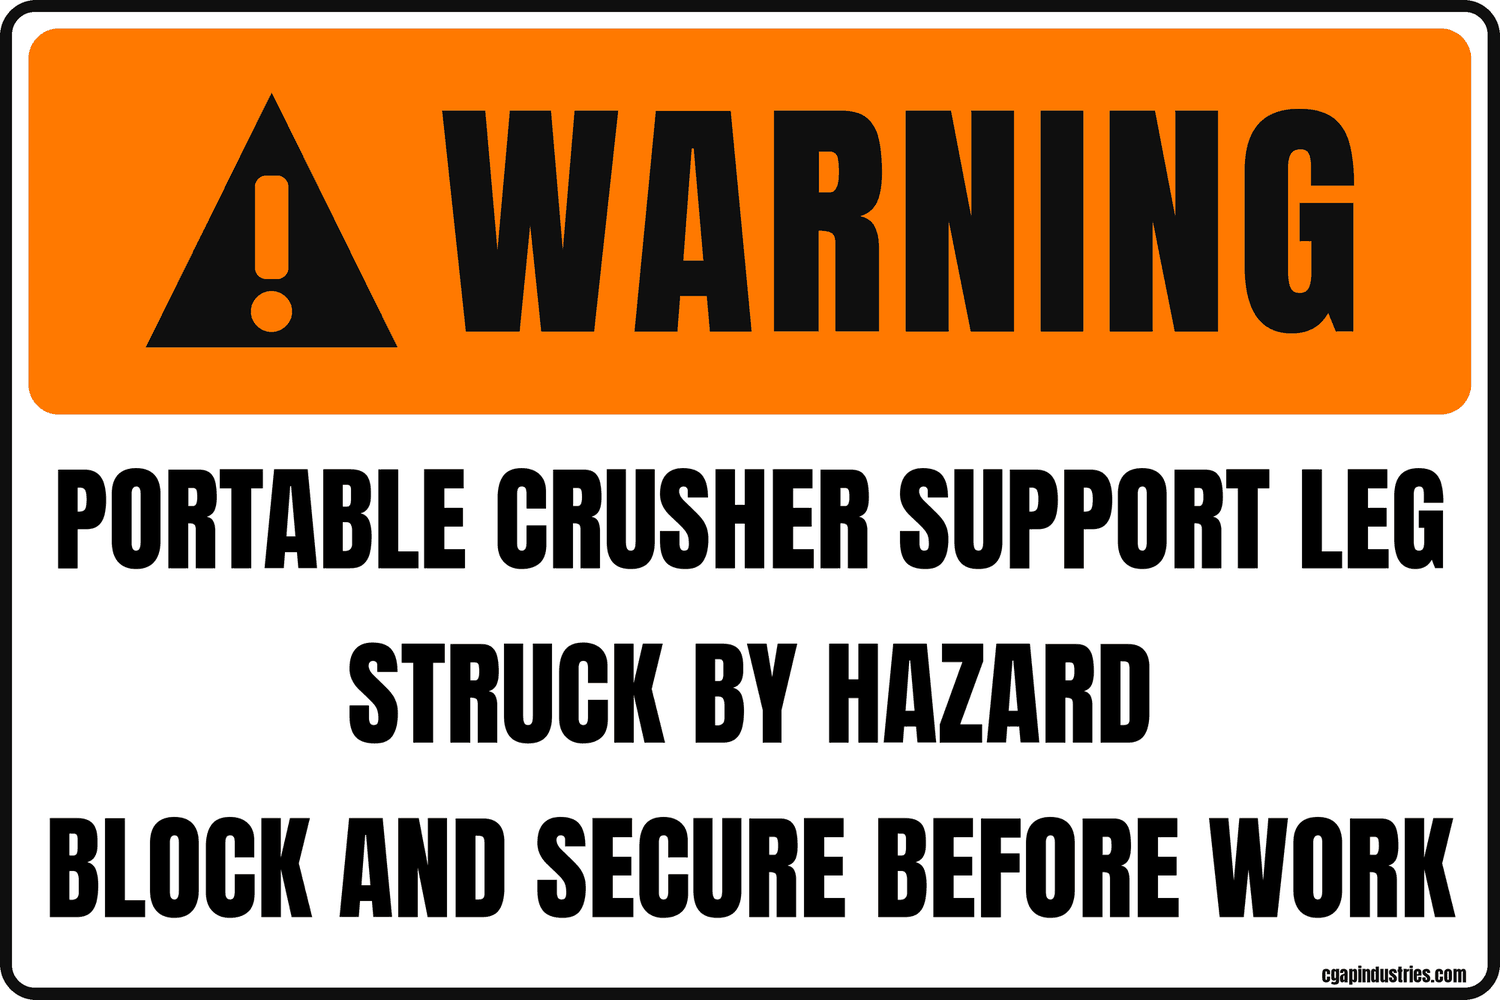 WARNING
PORTABLE CRUSHER SUPPORT LEG
STRUCK BY HAZARD
BLOCK AND SECURE BEFORE WORK
cgapindustries.com